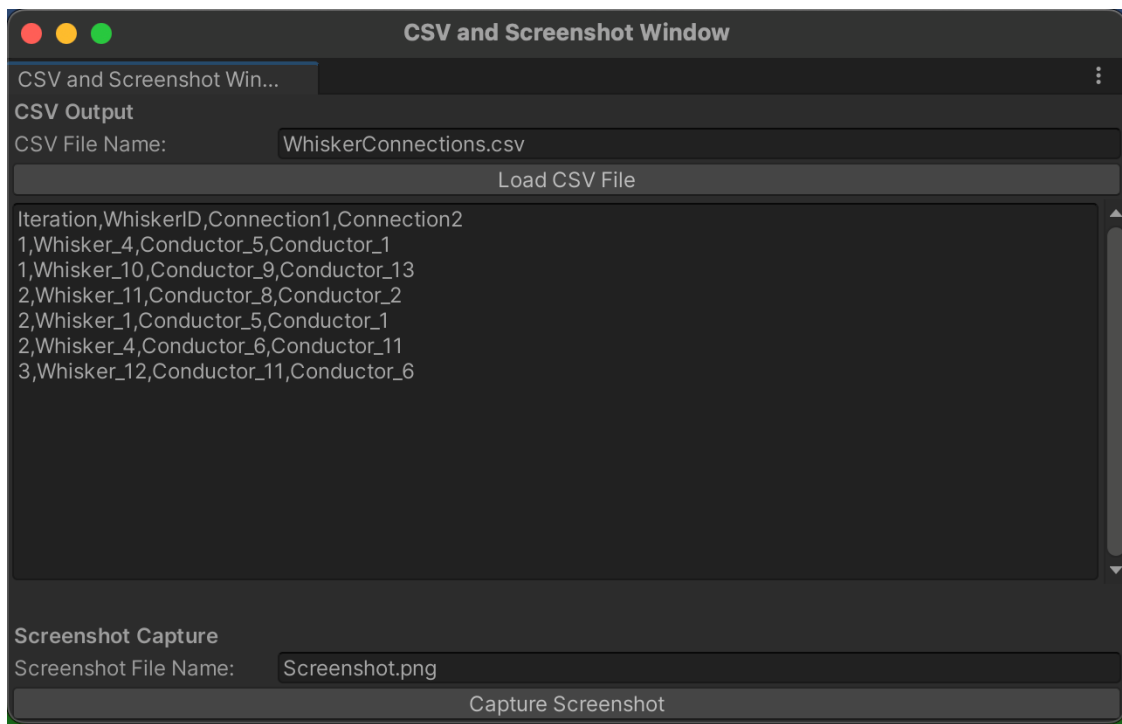 CSV and Screenshot Window
CSV and Screenshot Win...
CSV Output
CSV File Name: WhiskerConnections.csv
Load CSV File
Iteration,WhiskerID,Connection1,Connection2
1,Whisker_4,Conductor_5,Conductor_1
1,Whisker_10,Conductor_9,Conductor_13
2,Whisker_11,Conductor_8,Conductor_2
2,Whisker_1,Conductor_5,Conductor_1
2,Whisker_4,Conductor_6,Conductor_11
3,Whisker_12,Conductor_11,Conductor_6
Screenshot Capture
Screenshot File Name: Screenshot.png
Capture Screenshot